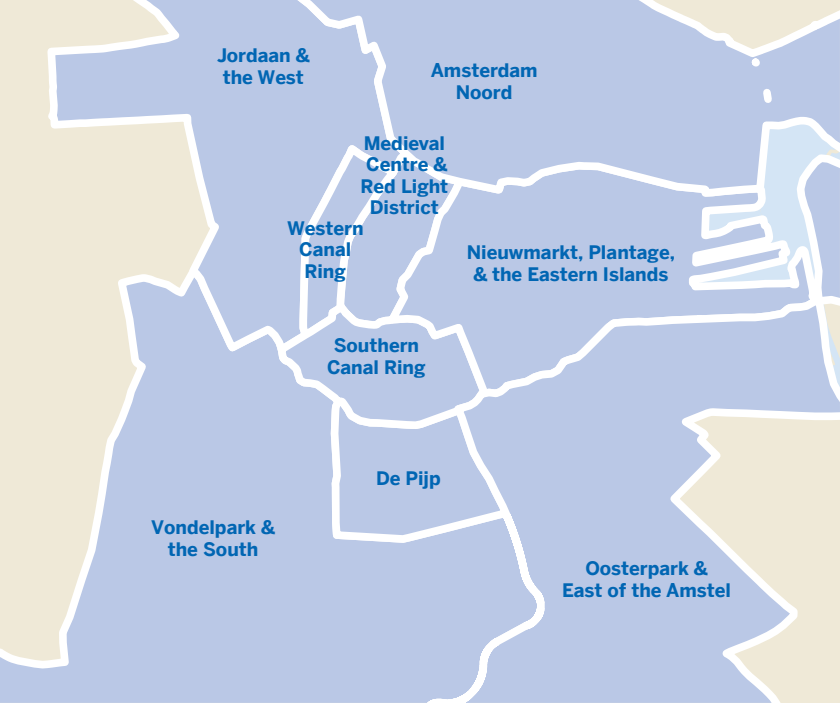 Jordaan &
the West
Amsterdam
Noord
Medieval
Centre &
Red Light
District
Western
Canal
Ring
Nieuwmarkt, Plantage,
& the Eastern Islands
Southern
Canal Ring
De Pijp
Vondelpark &
the South
Oosterpark &
East of the Amstel